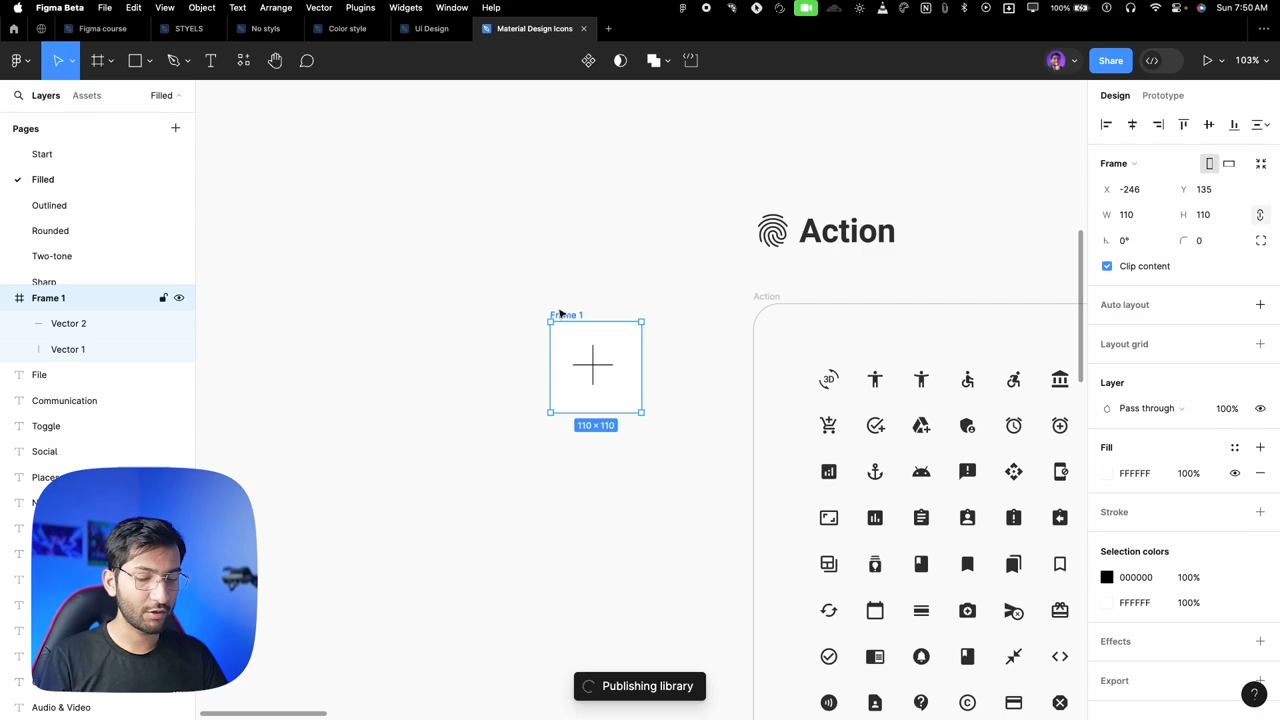 Figma Beta File Edit View Object Text Arrange Vector Plugins Widgets Window Help 100% Sun 7:50 AM
Figma course STYELS No styls Color style Ui Design Material Design Icons
Share 103%
Layers Assets Filled
Pages
Start
Filled
Outlined
Rounded
Two-tone
Sharp
Frame 1
Vector 2
Vector 1
File
Communication
Toggle
Social
Audio & Video
Action
Action
Frame 1
110 × 110
3D
Publishing library
Design Prototype
Frame
X -246 Y 135
W 110 H 110
0° 0
Clip content
Auto layout
Layout grid
Layer
Pass through 100%
Fill
FFFFFF 100%
Stroke
Selection colors
000000 100%
FFFFFF 100%
Effects
Export
?